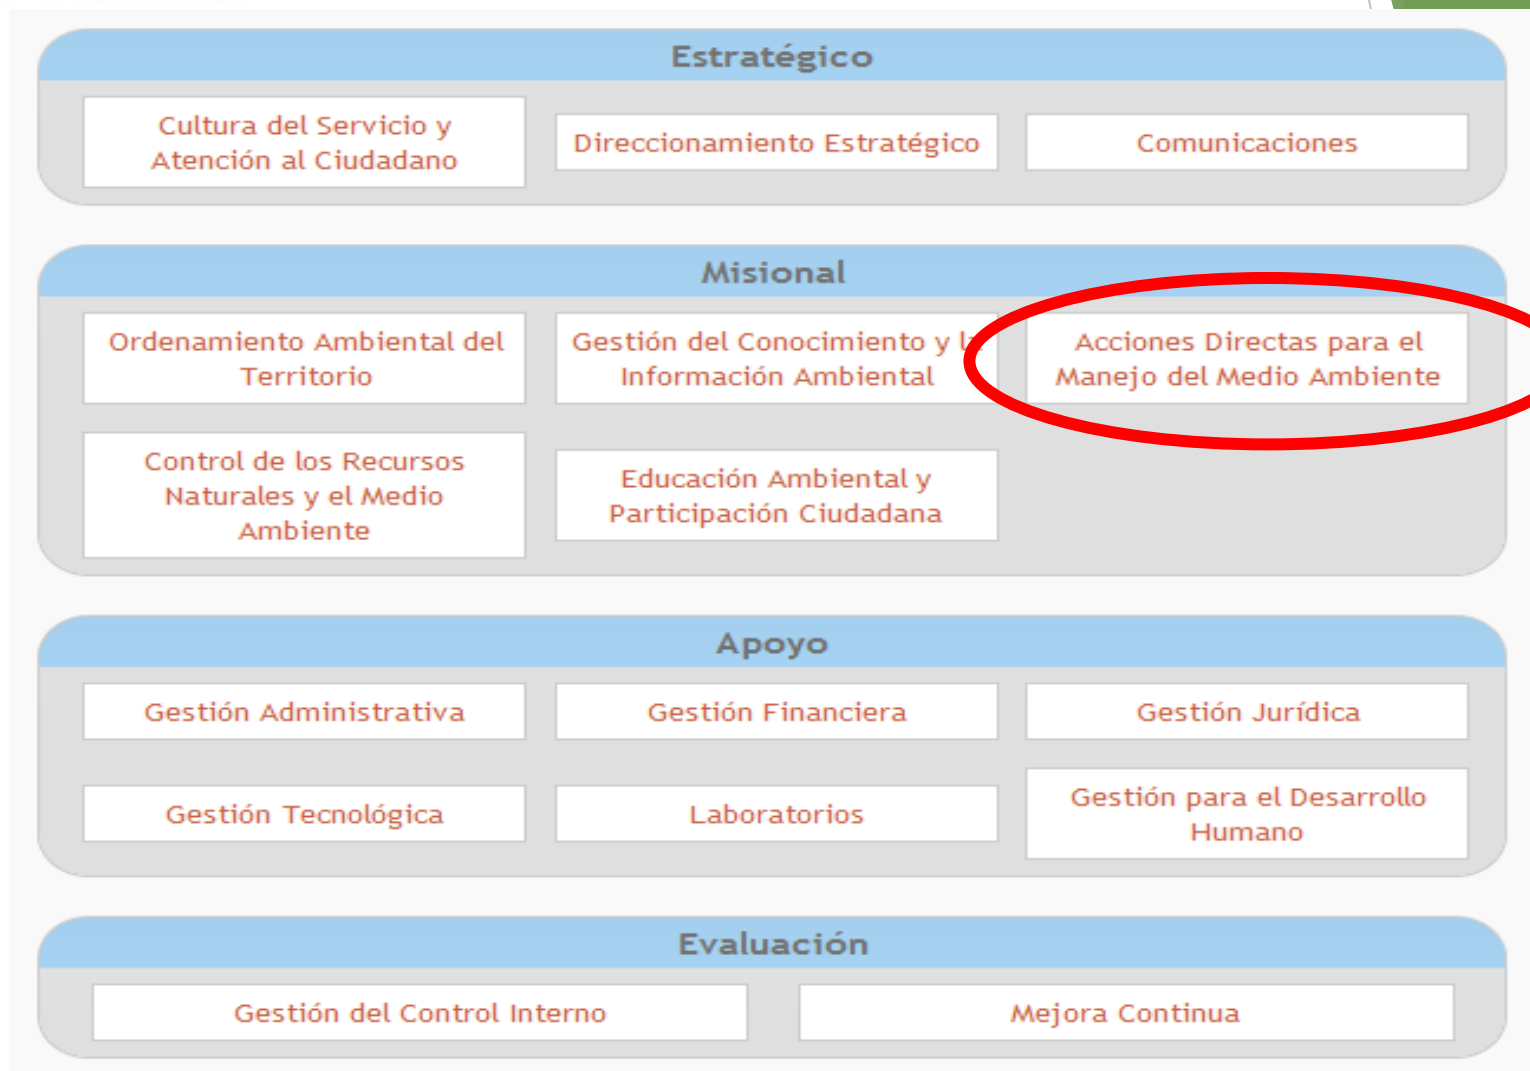 Estratégico
Cultura del Servicio y
Atención al Ciudadano
Direccionamiento Estratégico
Comunicaciones
Misional
Ordenamiento Ambiental del
Territorio
Gestión del Conocimiento y la
Información Ambiental
Acciones Directas para el
Manejo del Medio Ambiente
Control de los Recursos
Naturales y el Medio
Ambiente
Educación Ambiental y
Participación Ciudadana
Apoyo
Gestión Administrativa
Gestión Financiera
Gestión Jurídica
Gestión Tecnológica
Laboratorios
Gestión para el Desarrollo
Humano
Evaluación
Gestión del Control Interno
Mejora Continua